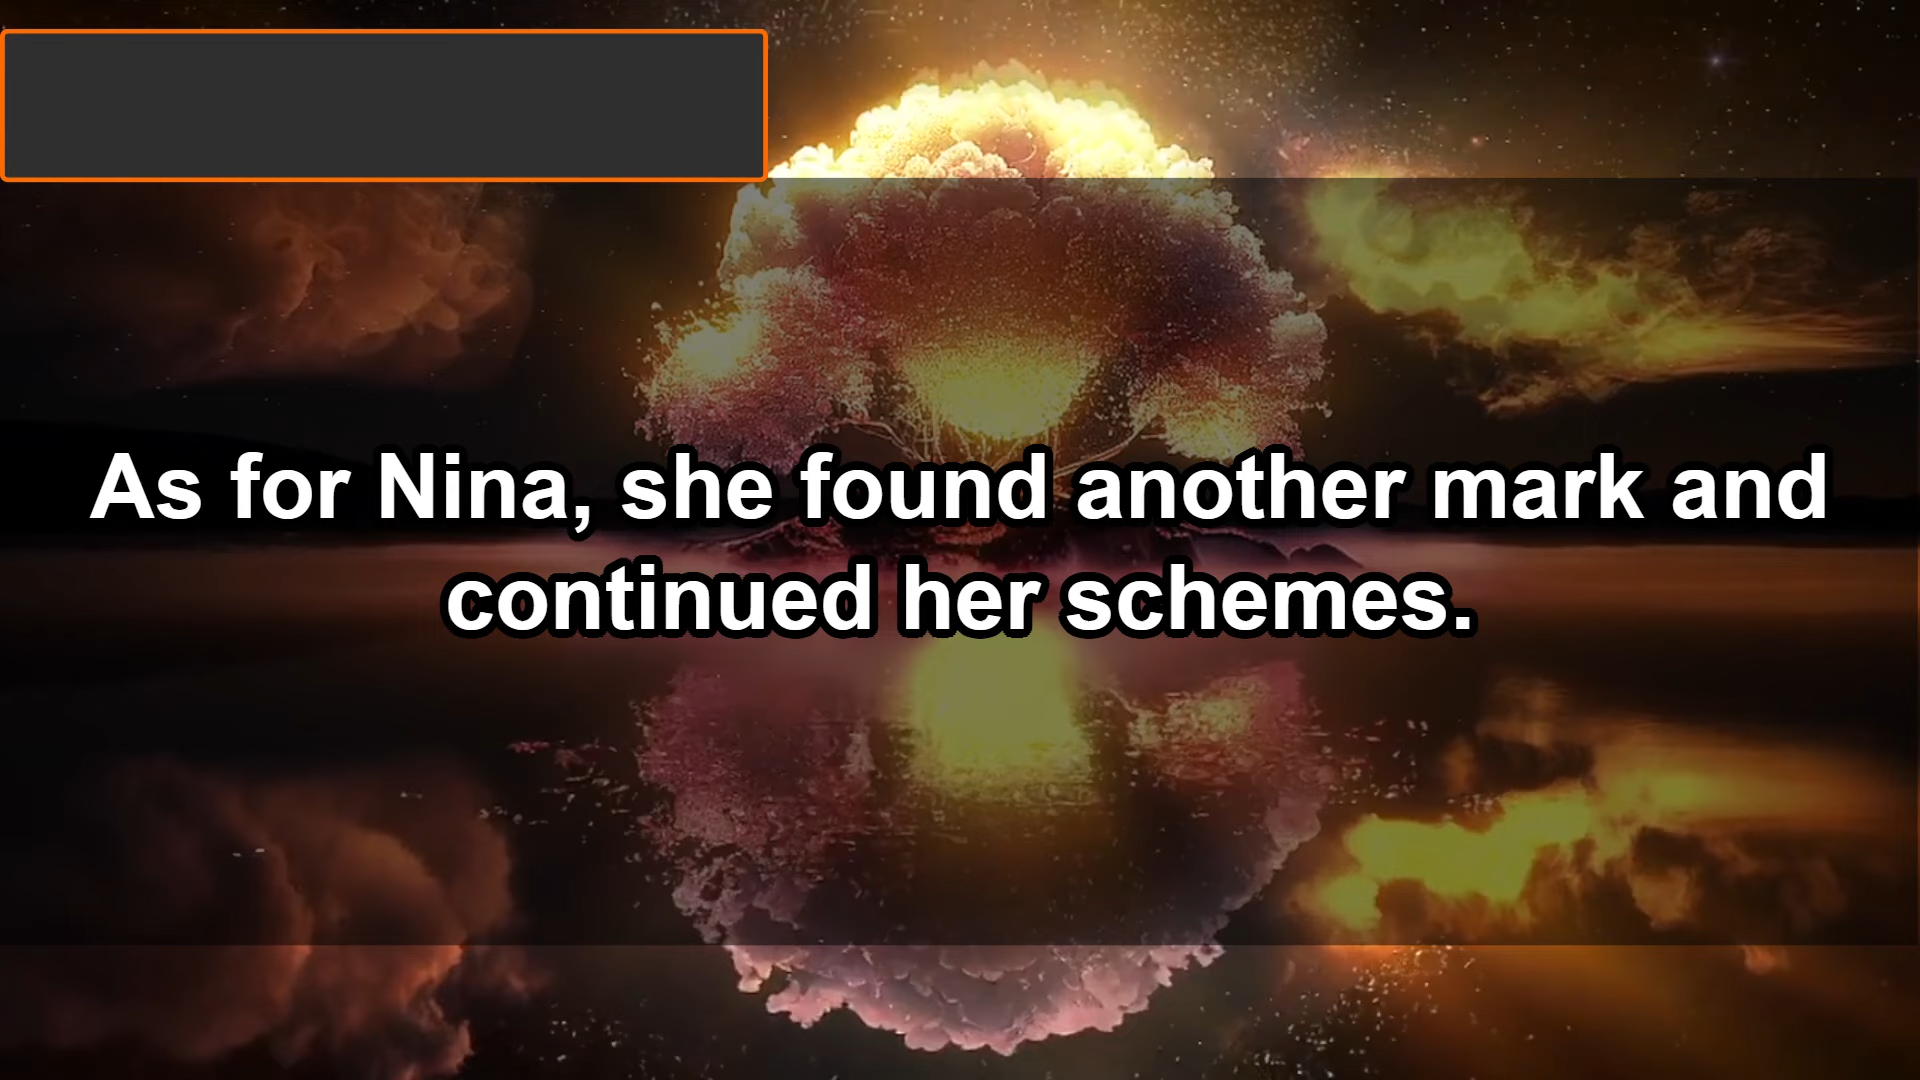 As for Nina, she found another mark and
continued her schemes.